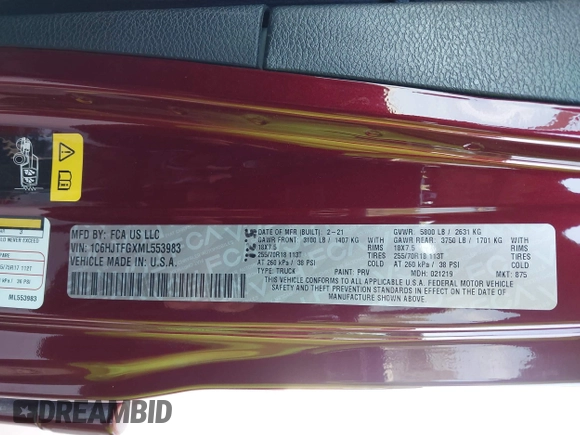 MFD BY: FCA US LLC
VIN: 1C6HJTFGXML553983
VEHICLE MADE IN: U.S.A.
DATE OF MFR (BUILT): 2-21
GAWR FRONT: 3100 LB / 1407 KG
18X7.5 RIMS
255/70R18 113T TIRES
AT 260 kPa / 38 PSI COLD
TYPE: TRUCK PAINT: PRV
GVWR: 5800 LB / 2631 KG
GAWR REAR: 3750 LB / 1701 KG
18X7.5 RIMS
255/70R18 113T TIRES
AT 260 kPa / 38 PSI COLD
MDH: 021219 MKT: 875
THIS VEHICLE CONFORMS TO ALL APPLICABLE U.S.A. FEDERAL MOTOR VEHICLE
SAFETY AND THEFT PREVENTION STANDARDS IN EFFECT ON THE DATE OF
MANUFACTURE SHOWN ABOVE.
3
ML553983
DREAMBID